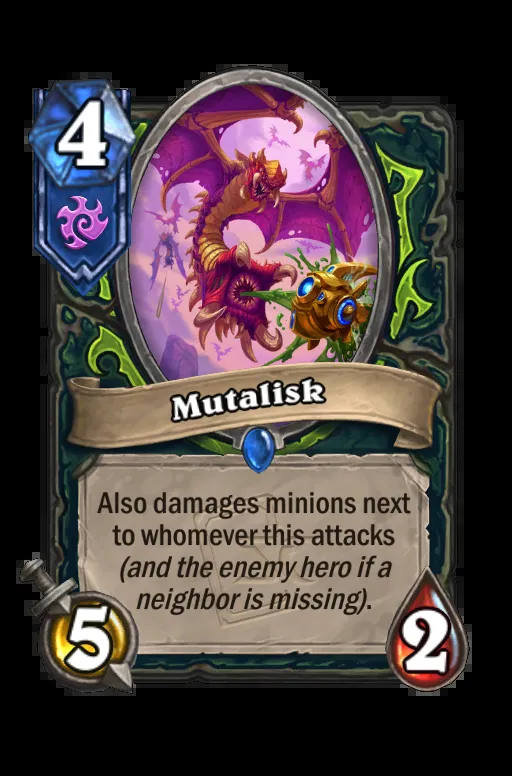 4
Mutalisk
Also damages minions next
to whomever this attacks
(and the enemy hero if a
neighbor is missing).
5
2